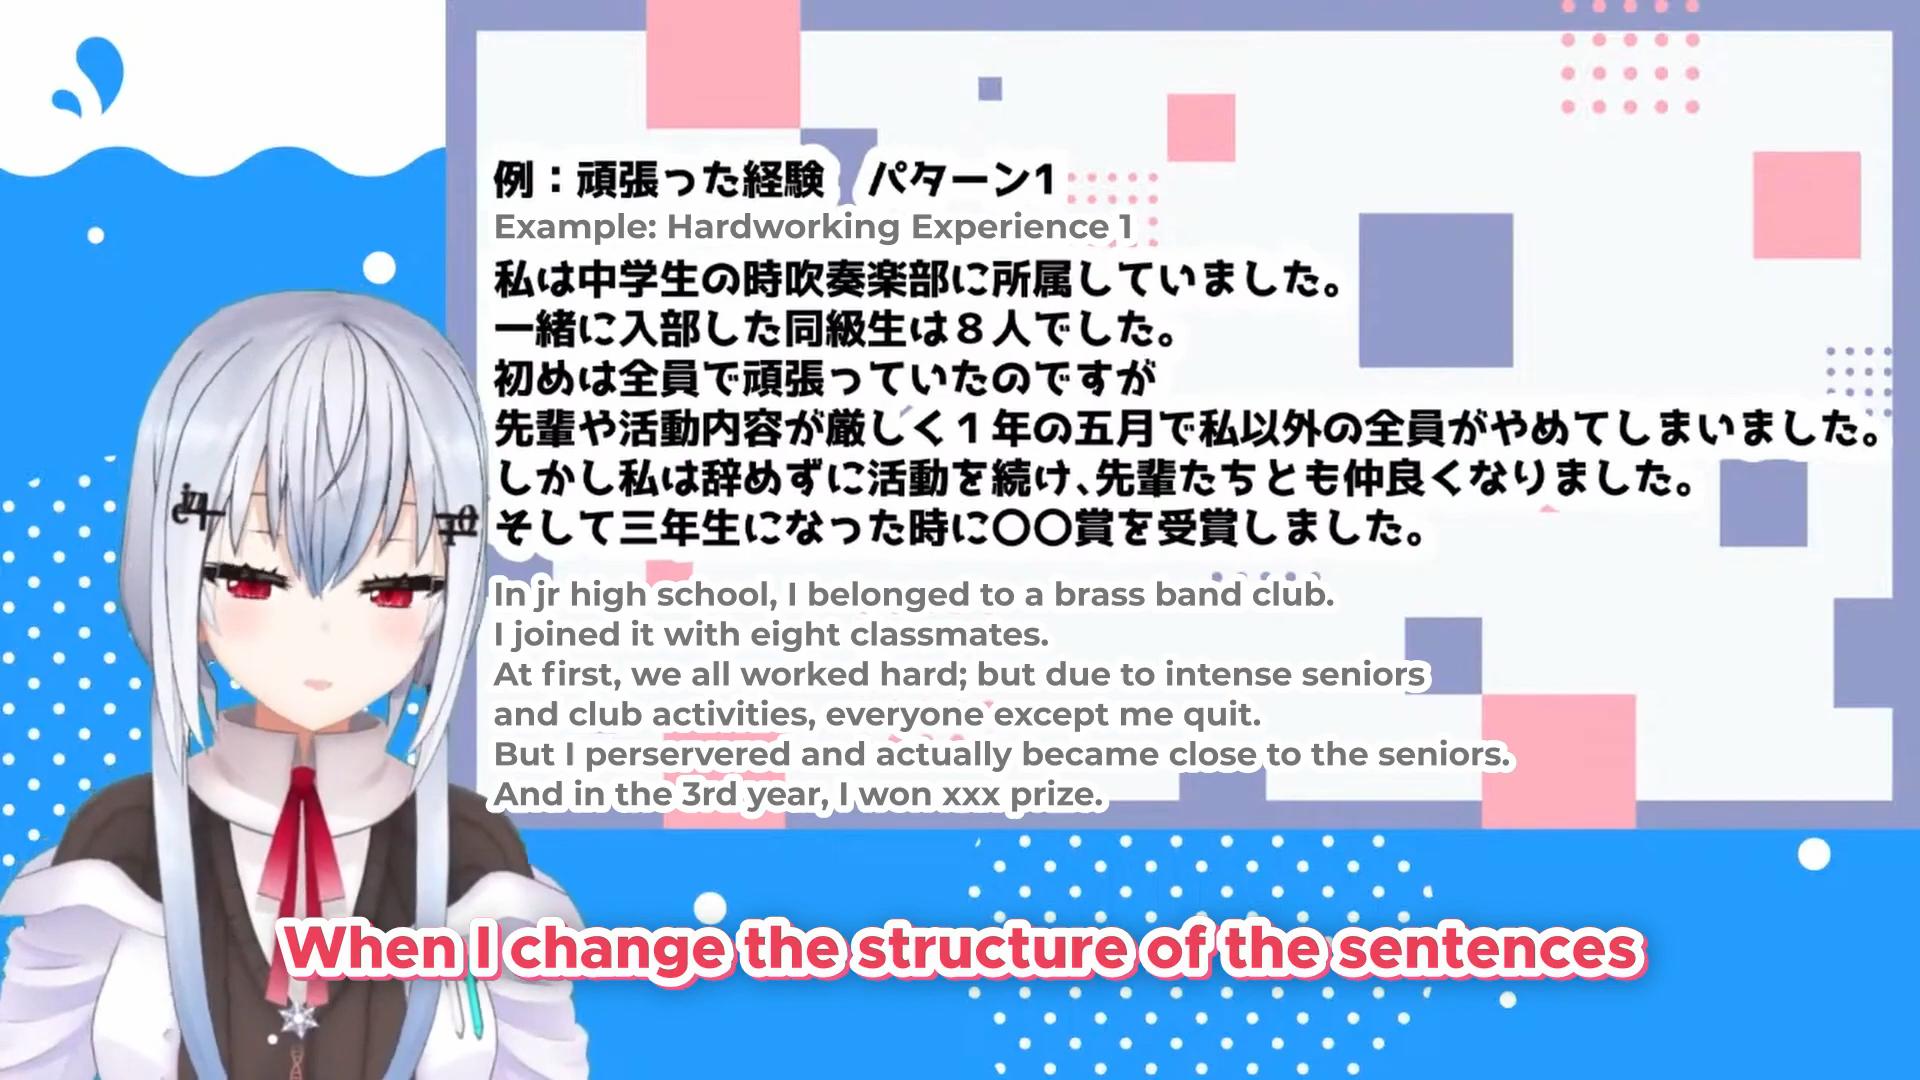 例：頑張った経験　パターン1
Example: Hardworking Experience 1
私は中学生の時吹奏楽部に所属していました。
一緒に入部した同級生は８人でした。
初めは全員で頑張っていたのですが
先輩や活動内容が厳しく１年の五月で私以外の全員がやめてしまいました。
しかし私は辞めずに活動を続け、先輩たちとも仲良くなりました。
そして三年生になった時に〇〇賞を受賞しました。
In jr high school, I belonged to a brass band club.
I joined it with eight classmates.
At first, we all worked hard; but due to intense seniors
and club activities, everyone except me quit.
But I perservered and actually became close to the seniors.
And in the 3rd year, I won xxx prize.
When I change the structure of the sentences